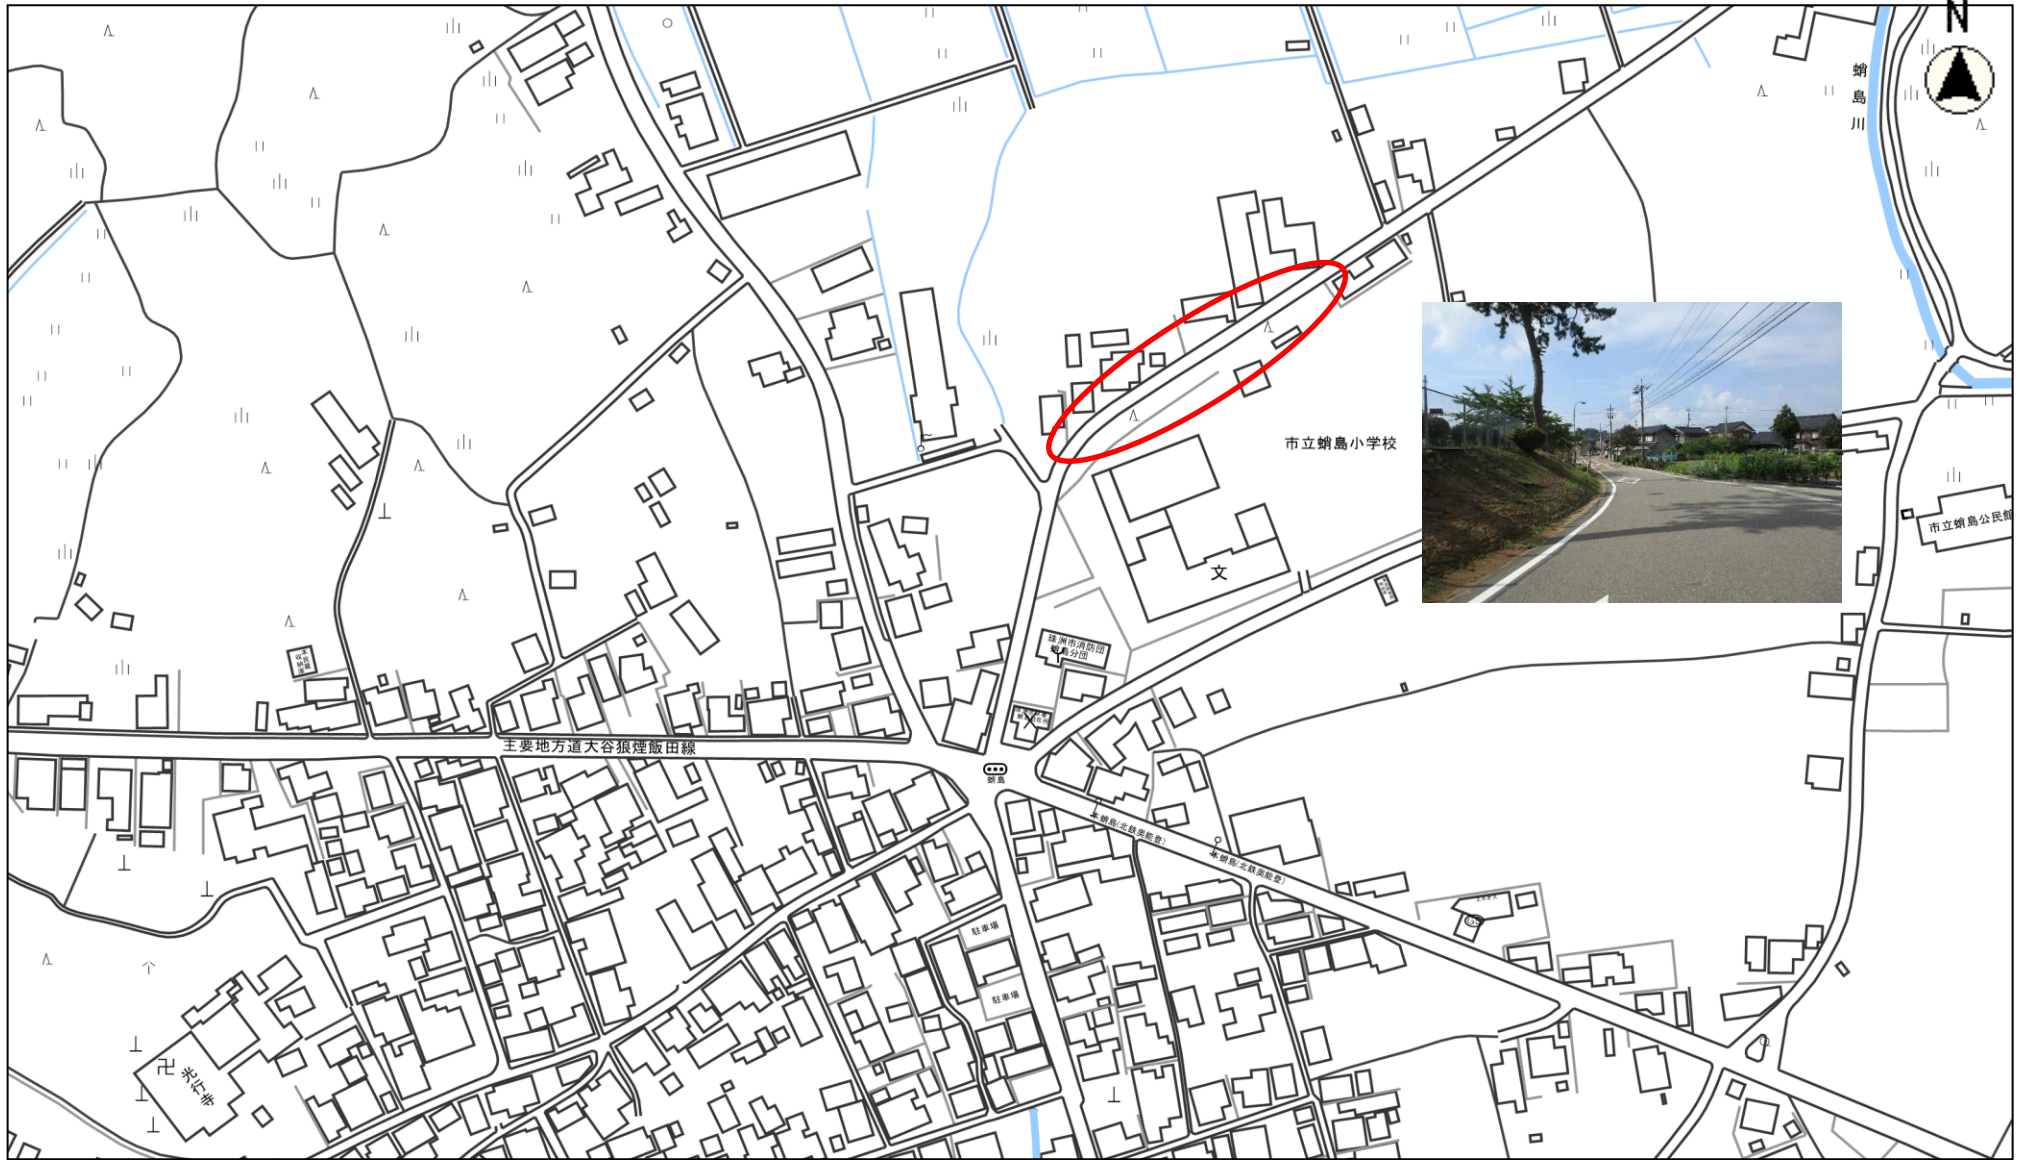 N
蛸島川
市立蛸島小学校
文
市立蛸島公民館
珠洲市消防団
蛸島分団
主要地方道大谷狼煙飯田線
蛸島
蛸島(北鉄奥能登)
蛸島(北鉄奥能登)
駐車場
駐車場
卍
光行寺